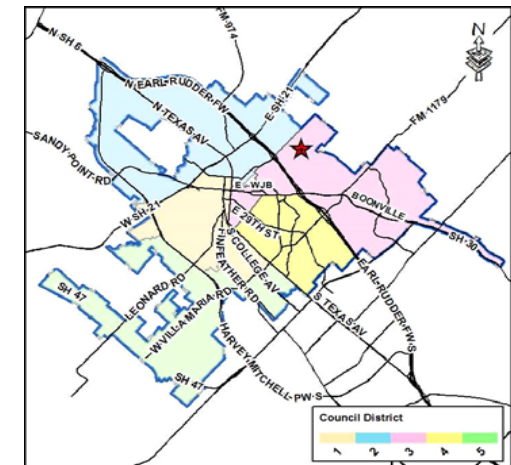 N SH 6
FM-974
N EARL-RUDDER-FW
E-SH-21
N
N-TEXAS-AV
FM-1179
SANDY-POINT-RD
E -WJB
BOONVILLE
W-SH-21
E 29TH ST
SH-30
S COLLEGE-AV
FINFEATHER-RD
SH 47
LEONARD RD
W-VILLA MARIA-RD
S TEXAS AV
EARL-RUDDER-FW-S
HARVEY-MITCHELL-PW-S
SH 47
Council District
1 2 3 4 5